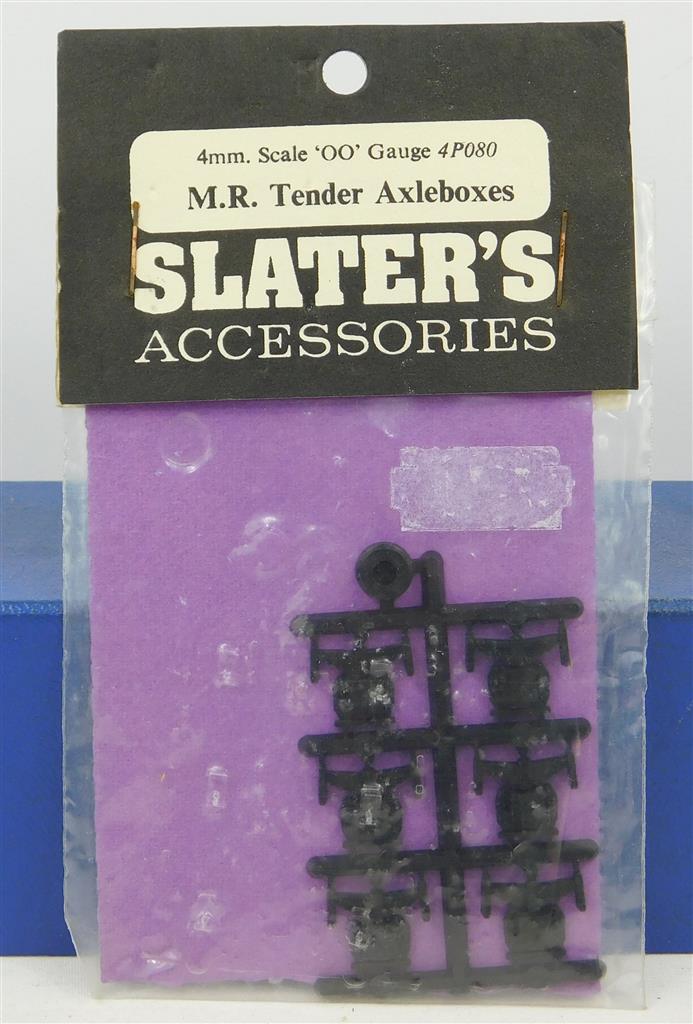 4mm. Scale ‘OO’ Gauge 4P080
M.R. Tender Axleboxes
SLATER'S
ACCESSORIES